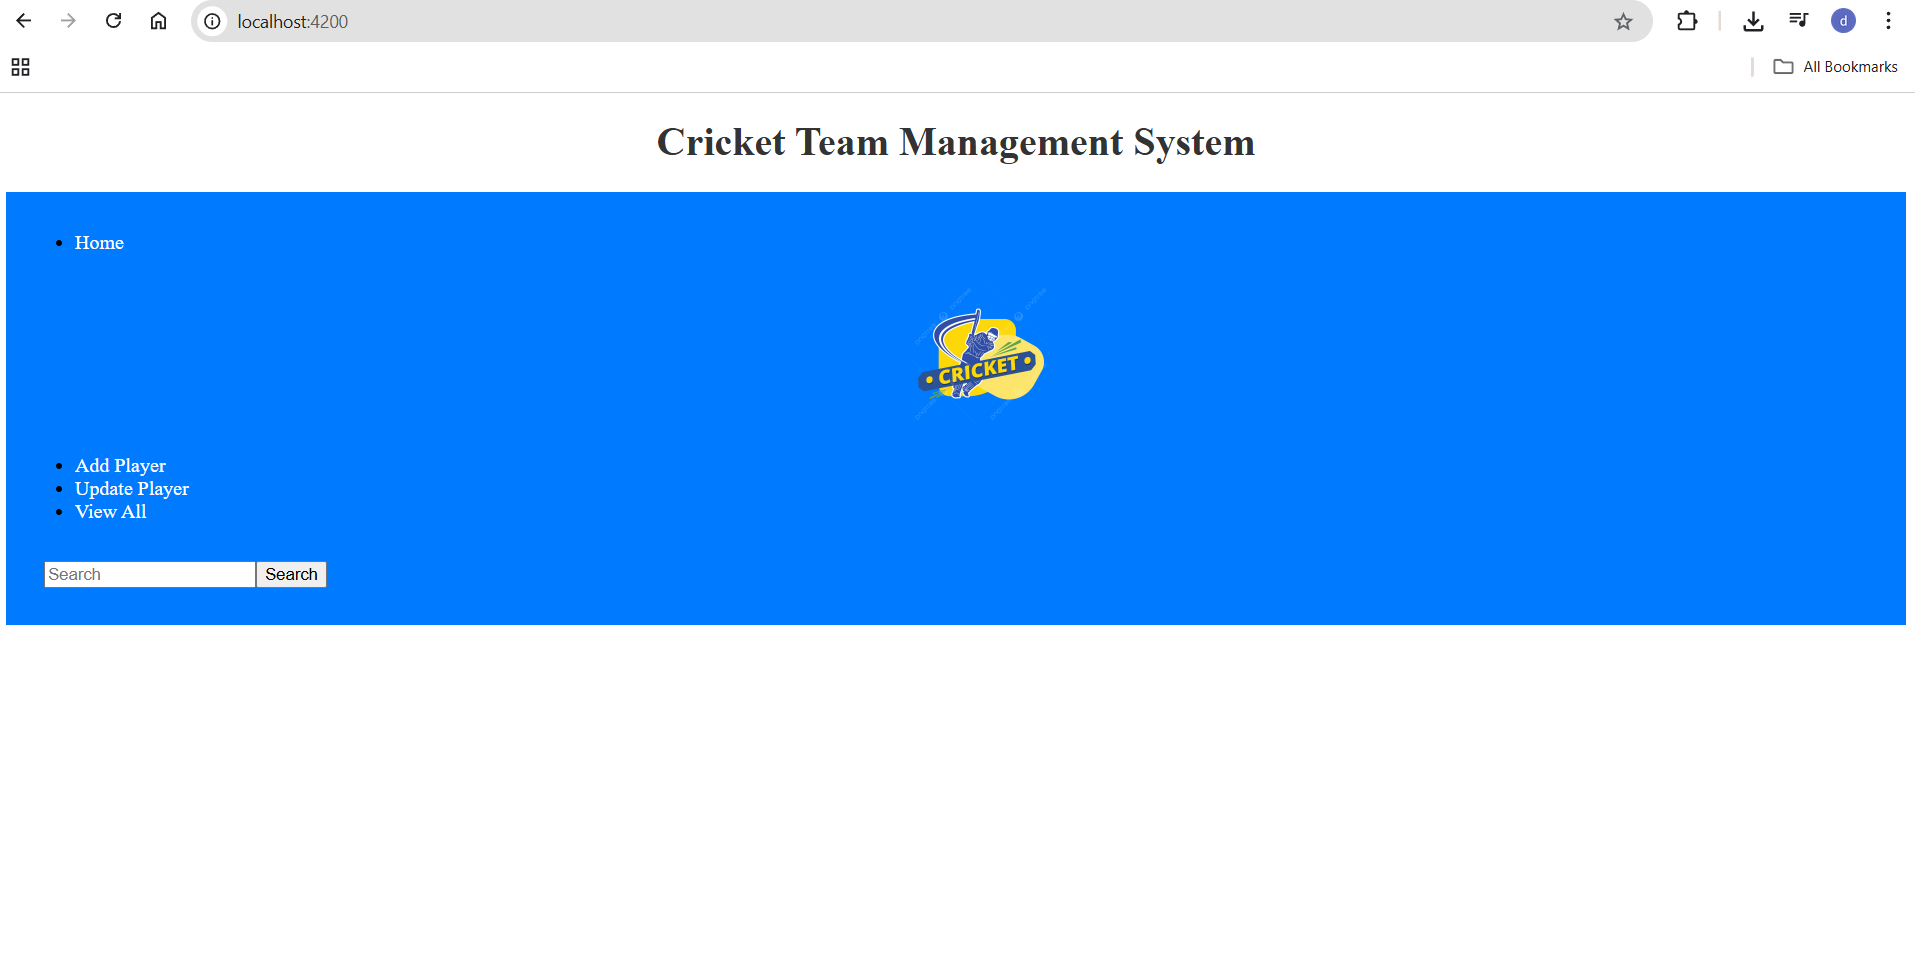 localhost:4200
d
All Bookmarks
Cricket Team Management System
Home
CRICKET
Add Player
Update Player
View All
Search Search